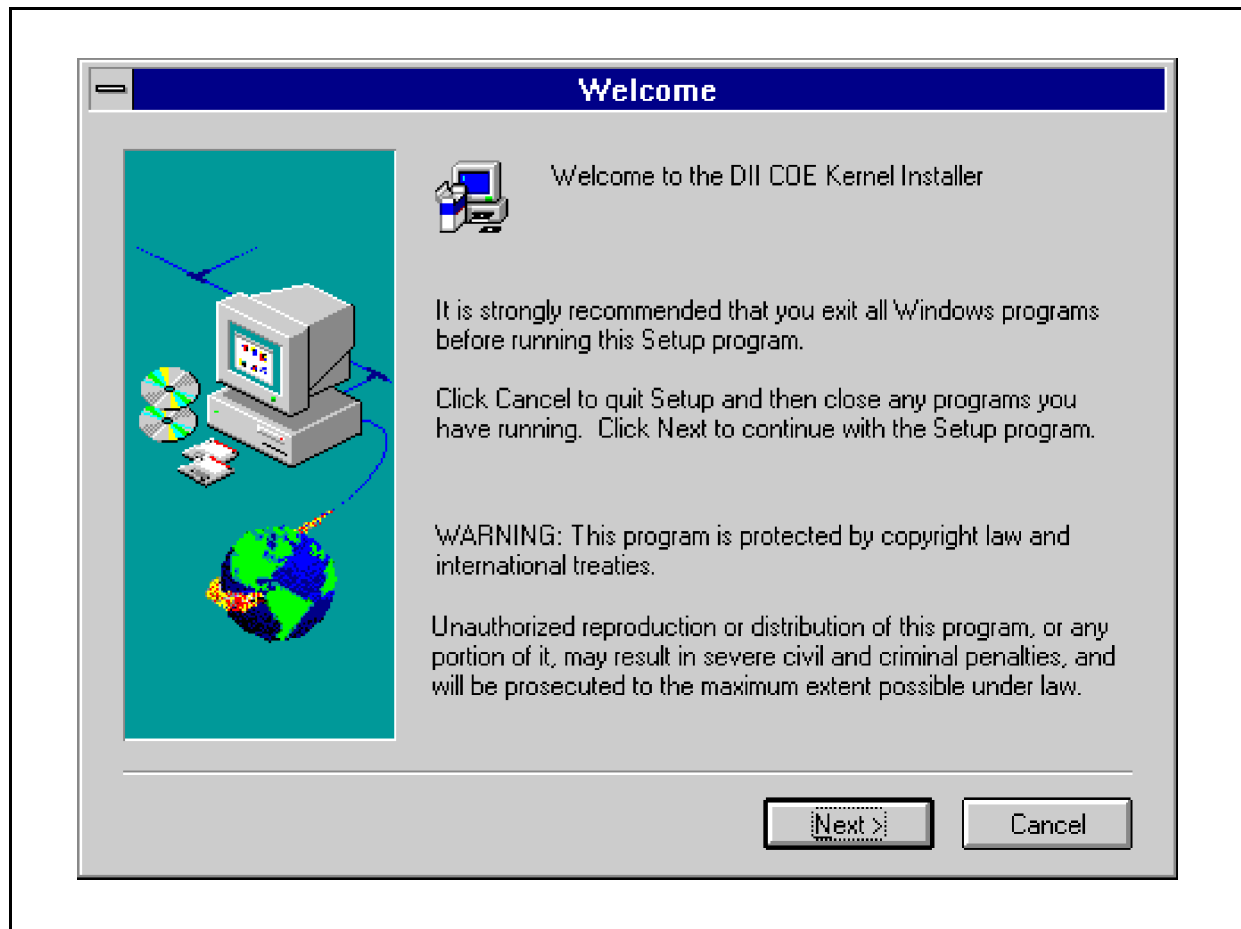 Welcome
Welcome to the DII COE Kernel Installer
It is strongly recommended that you exit all Windows programs
before running this Setup program.
Click Cancel to quit Setup and then close any programs you
have running.  Click Next to continue with the Setup program.
WARNING: This program is protected by copyright law and
international treaties.
Unauthorized reproduction or distribution of this program, or any
portion of it, may result in severe civil and criminal penalties, and
will be prosecuted to the maximum extent possible under law.
Next >
Cancel